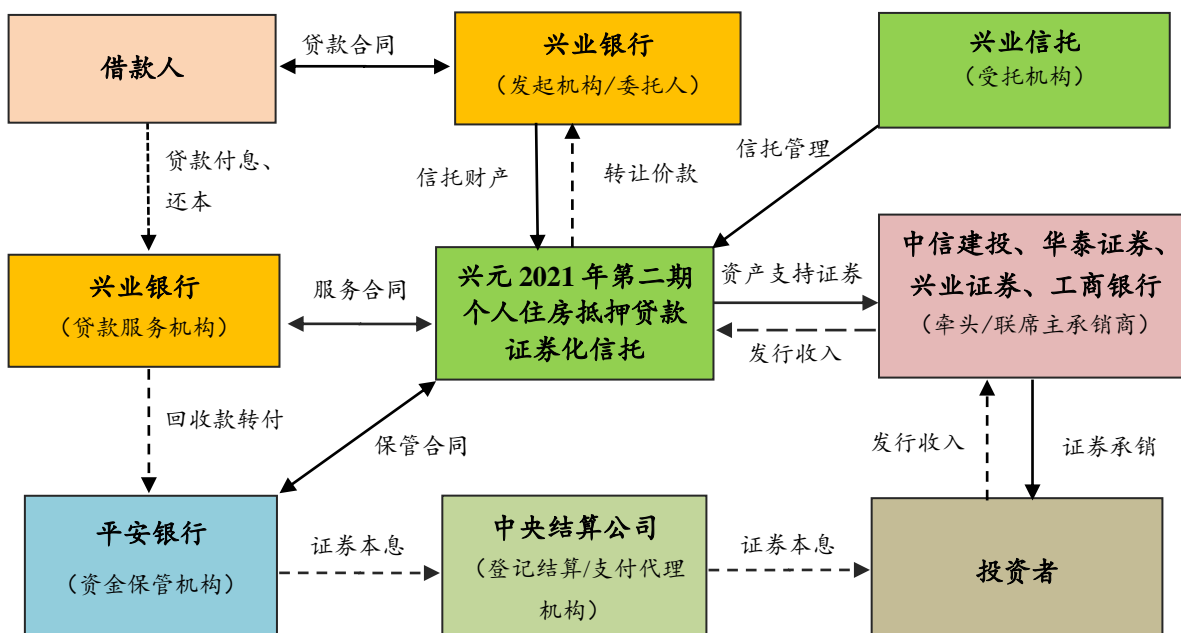 借款人
贷款合同
兴业银行
（发起机构/委托人）
兴业信托
（受托机构）
贷款付息、
还本
信托财产
转让价款
信托管理
兴业银行
（贷款服务机构）
服务合同
兴元 2021 年第二期
个人住房抵押贷款
证券化信托
资产支持证券
发行收入
中信建投、华泰证券、
兴业证券、工商银行
（牵头/联席主承销商）
回收款转付
保管合同
发行收入
证券承销
平安银行
（资金保管机构）
证券本息
中央结算公司
（登记结算/支付代理
机构）
证券本息
投资者